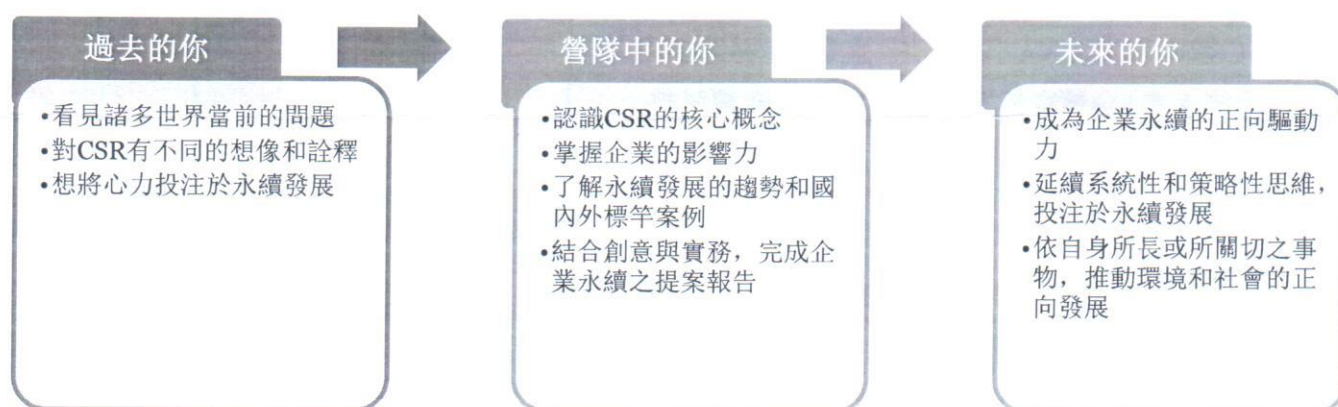 過去的你
•看見諸多世界當前的問題
•對CSR有不同的想像和詮釋
•想將心力投注於永續發展
營隊中的你
•認識CSR的核心概念
•掌握企業的影響力
•了解永續發展的趨勢和國
內外標竿案例
•結合創意與實務，完成企
業永續之提案報告
未來的你
•成為企業永續的正向驅動
力
•延續系統性和策略性思維，
投注於永續發展
•依自身所長或所關切之事
物，推動環境和社會的正
向發展